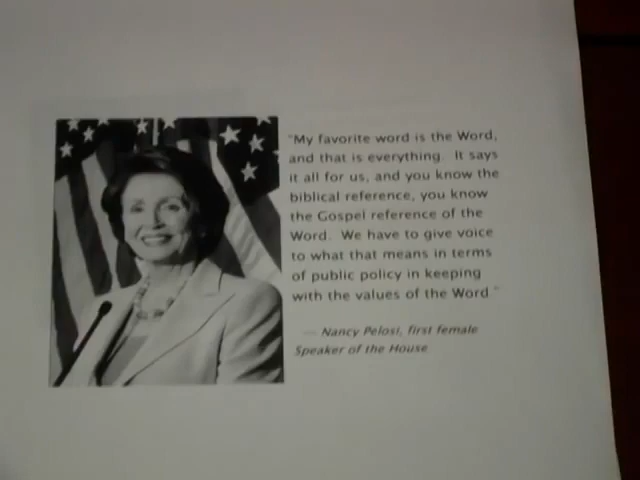 "My favorite word is the Word,
and that is everything. It says
it all for us, and you know the
biblical reference, you know
the Gospel reference of the
Word. We have to give voice
to what that means in terms
of public policy in keeping
with the values of the Word."
— Nancy Pelosi, first female
Speaker of the House